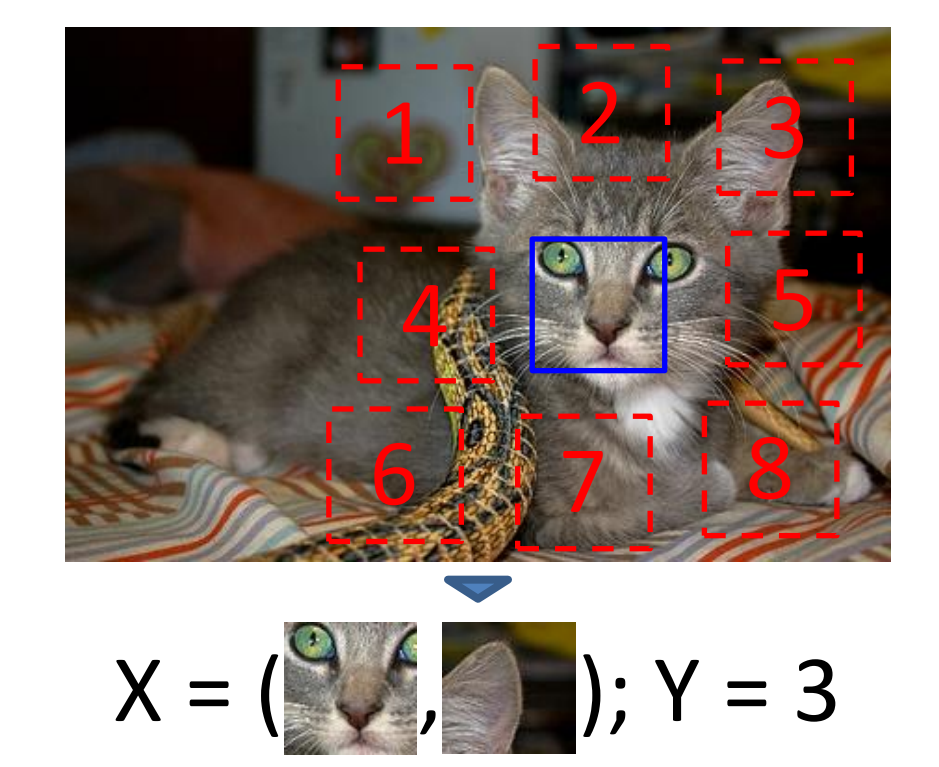 1 2 3
4 5
6 7 8
X = ( , ); Y = 3